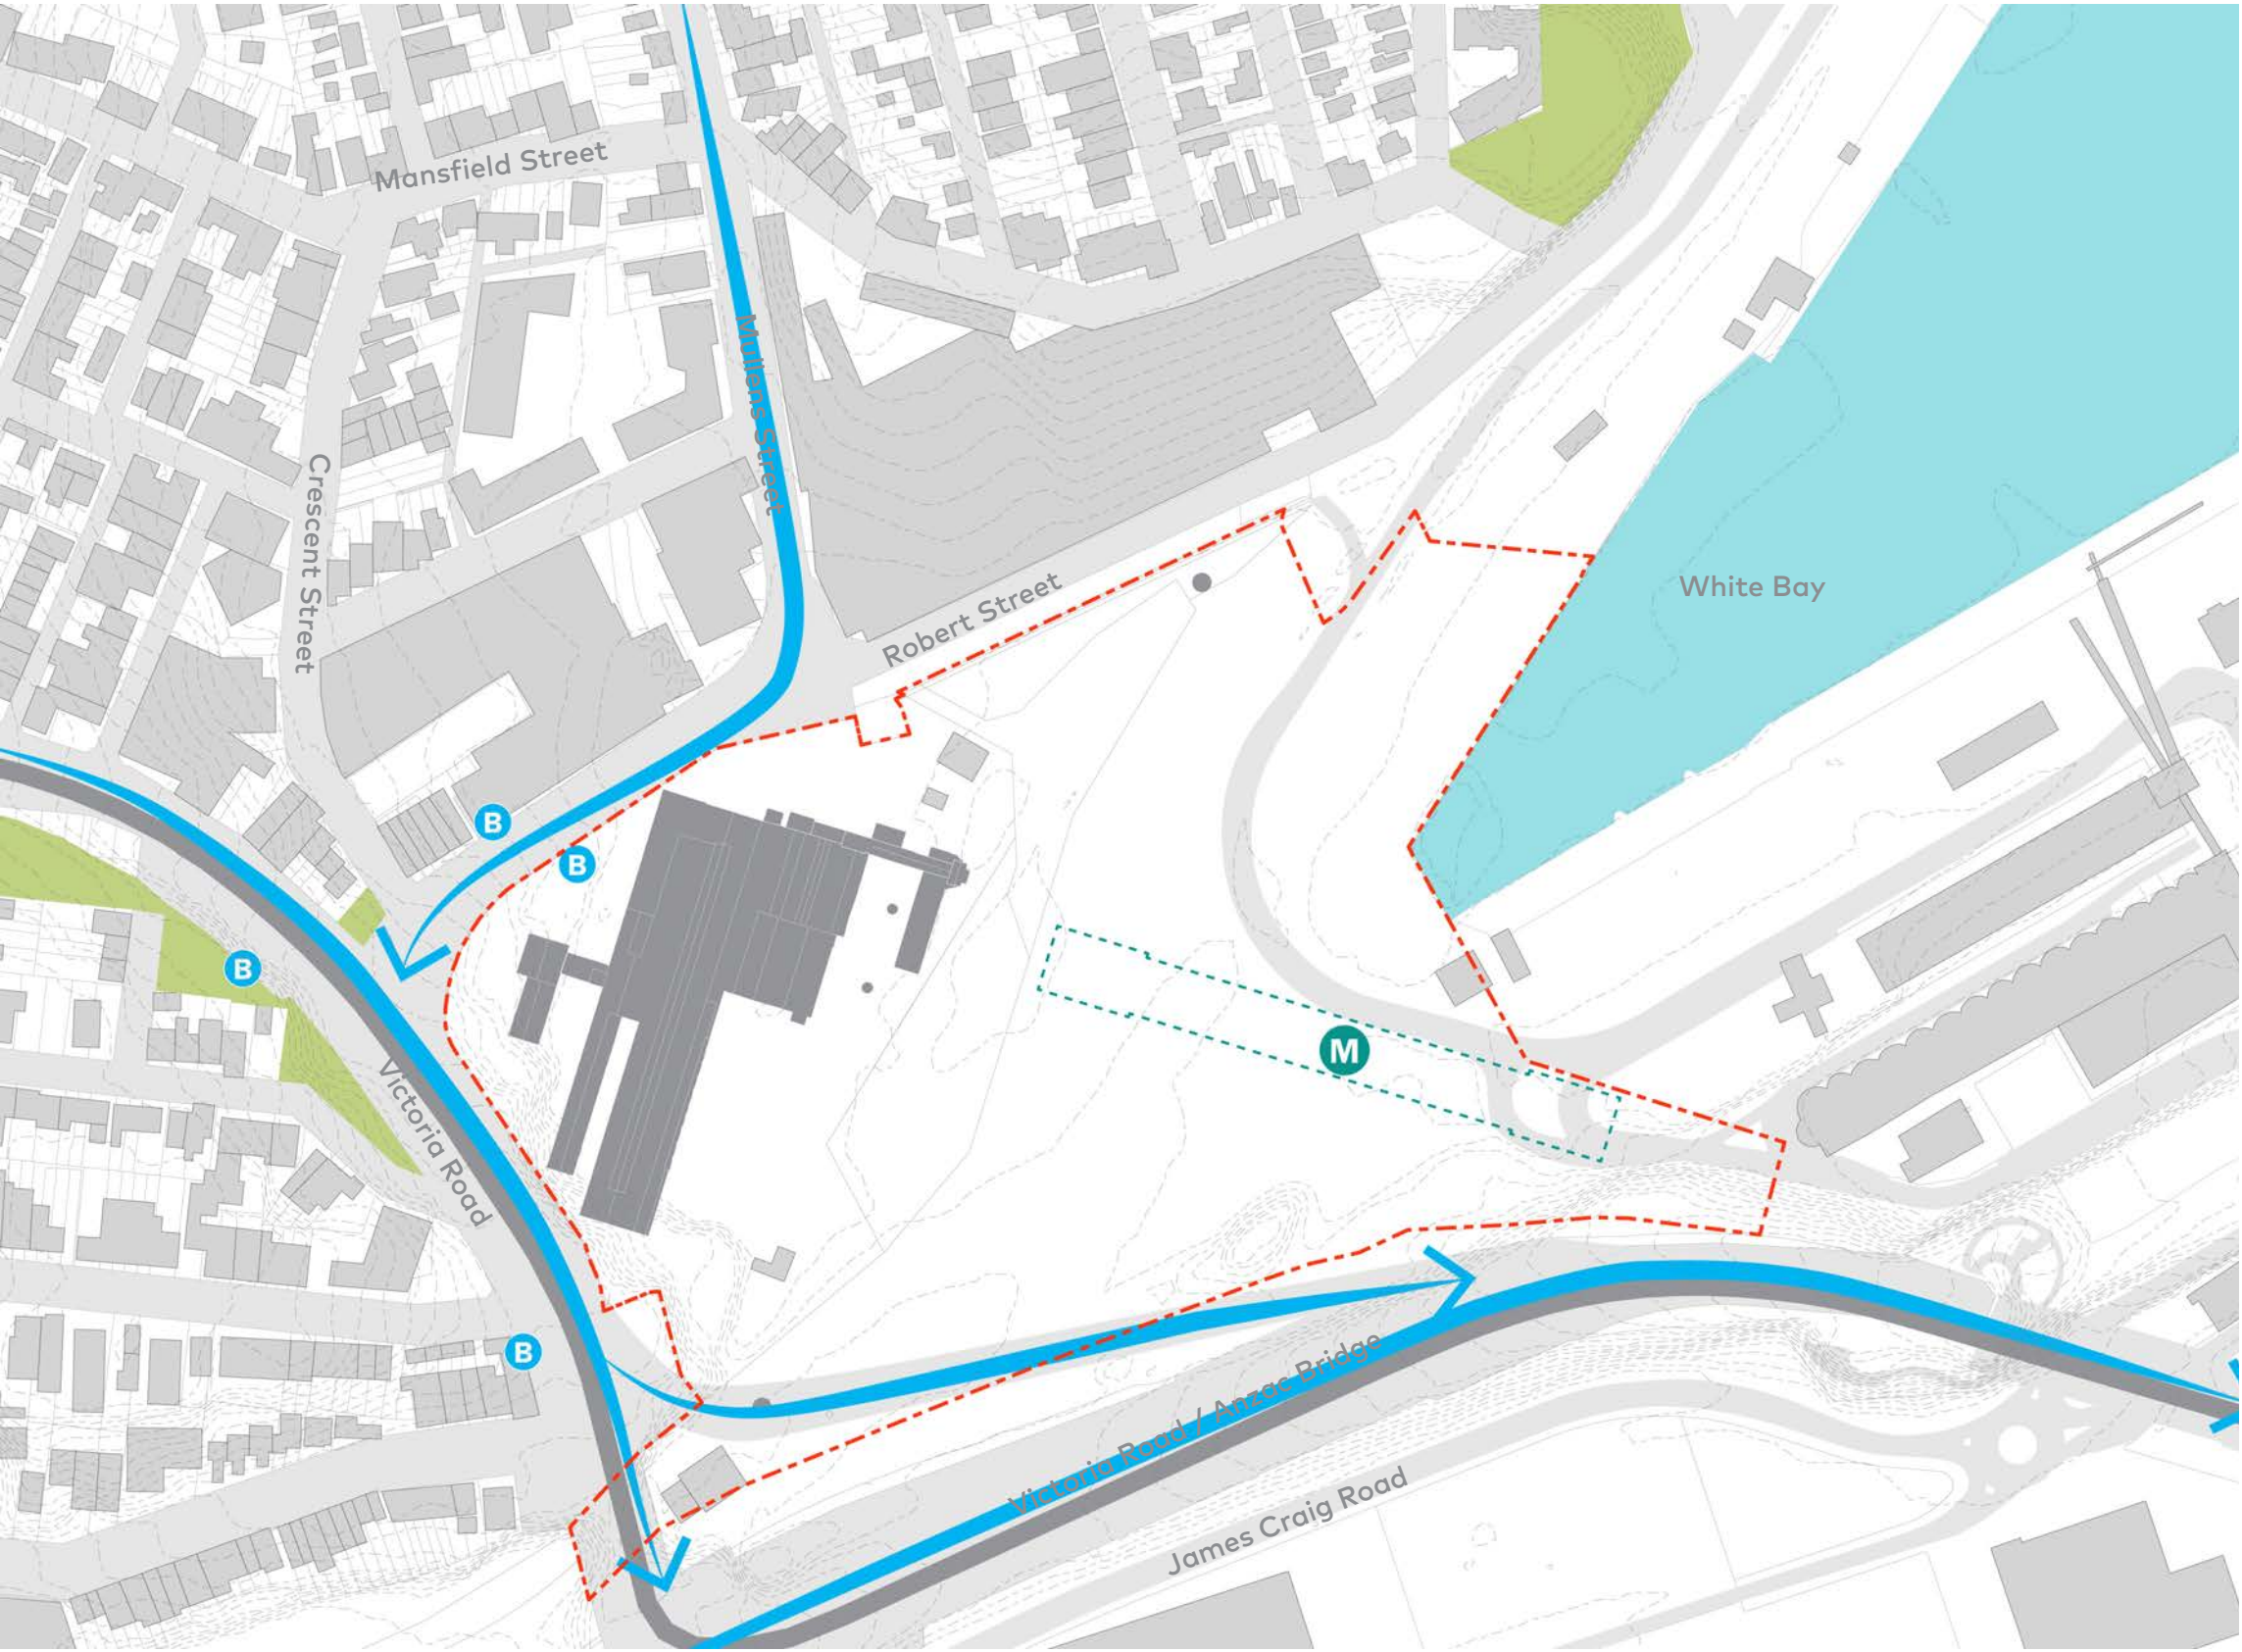 Mansfield Street
Mullens Street
Crescent Street
Robert Street
White Bay
B
B
B
M
Victoria Road
B
Victoria Road / Anzac Bridge
James Craig Road